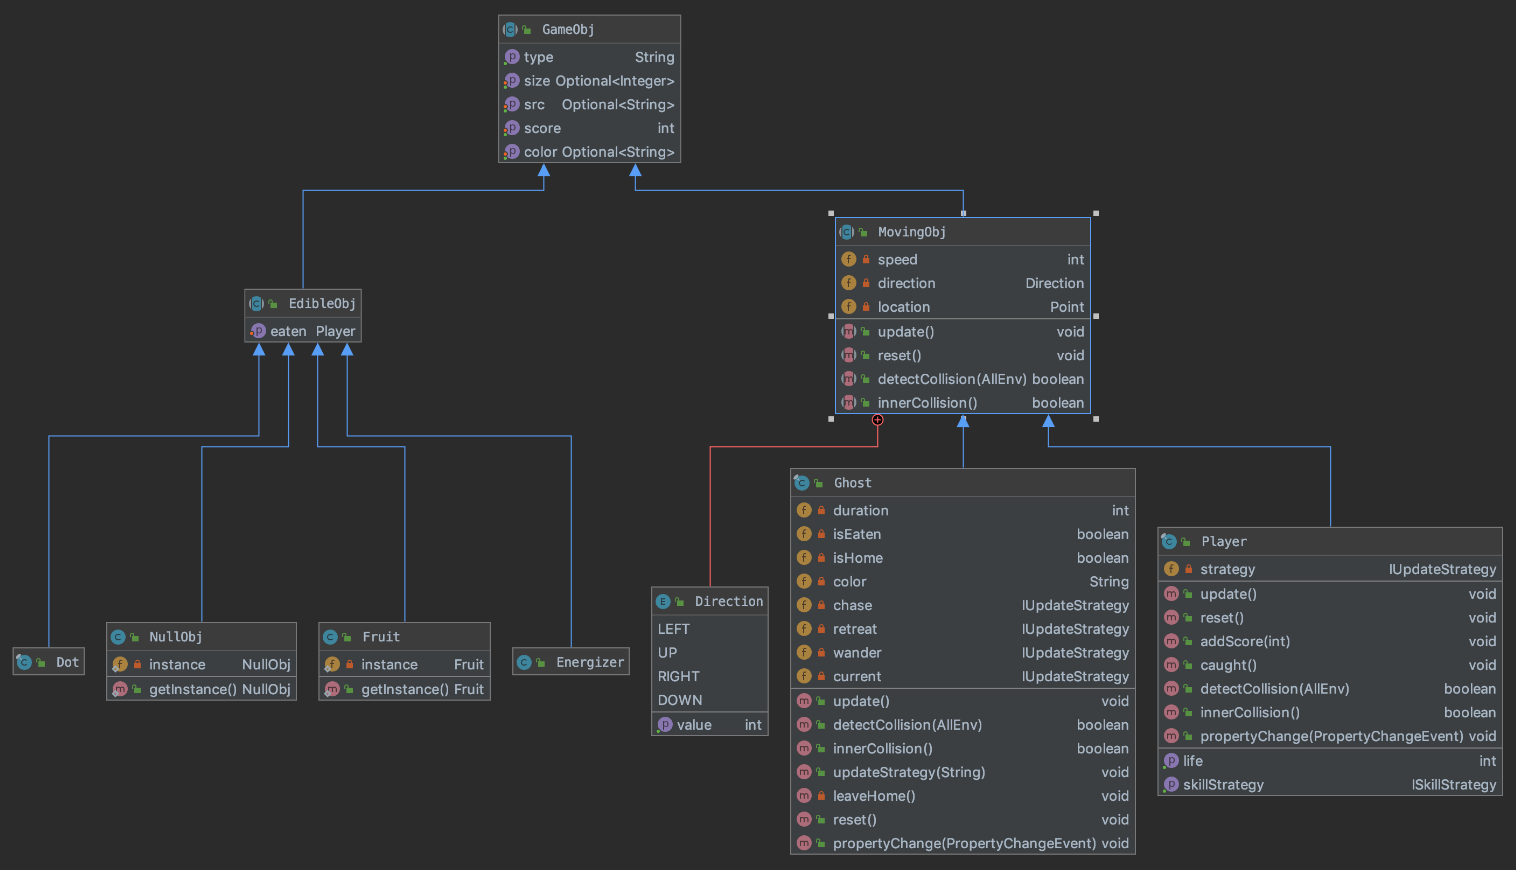 GameObj
type String
size Optional<Integer>
src Optional<String>
score int
color Optional<String>
MovingObj
speed int
direction Direction
location Point
update() void
reset() void
detectCollision(AllEnv) boolean
innerCollision() boolean
EdibleObj
eaten Player
Dot
NullObj
instance NullObj
getInstance() NullObj
Fruit
instance Fruit
getInstance() Fruit
Energizer
Direction
LEFT
UP
RIGHT
DOWN
value int
Ghost
duration int
isEaten boolean
isHome boolean
color String
chase IUpdateStrategy
retreat IUpdateStrategy
wander IUpdateStrategy
current IUpdateStrategy
update() void
detectCollision(AllEnv) boolean
innerCollision() boolean
updateStrategy(String) void
leaveHome() void
reset() void
propertyChange(PropertyChangeEvent) void
Player
strategy IUpdateStrategy
update() void
reset() void
addScore(int) void
caught() void
detectCollision(AllEnv) boolean
innerCollision() boolean
propertyChange(PropertyChangeEvent) void
life int
skillStrategy ISkillStrategy